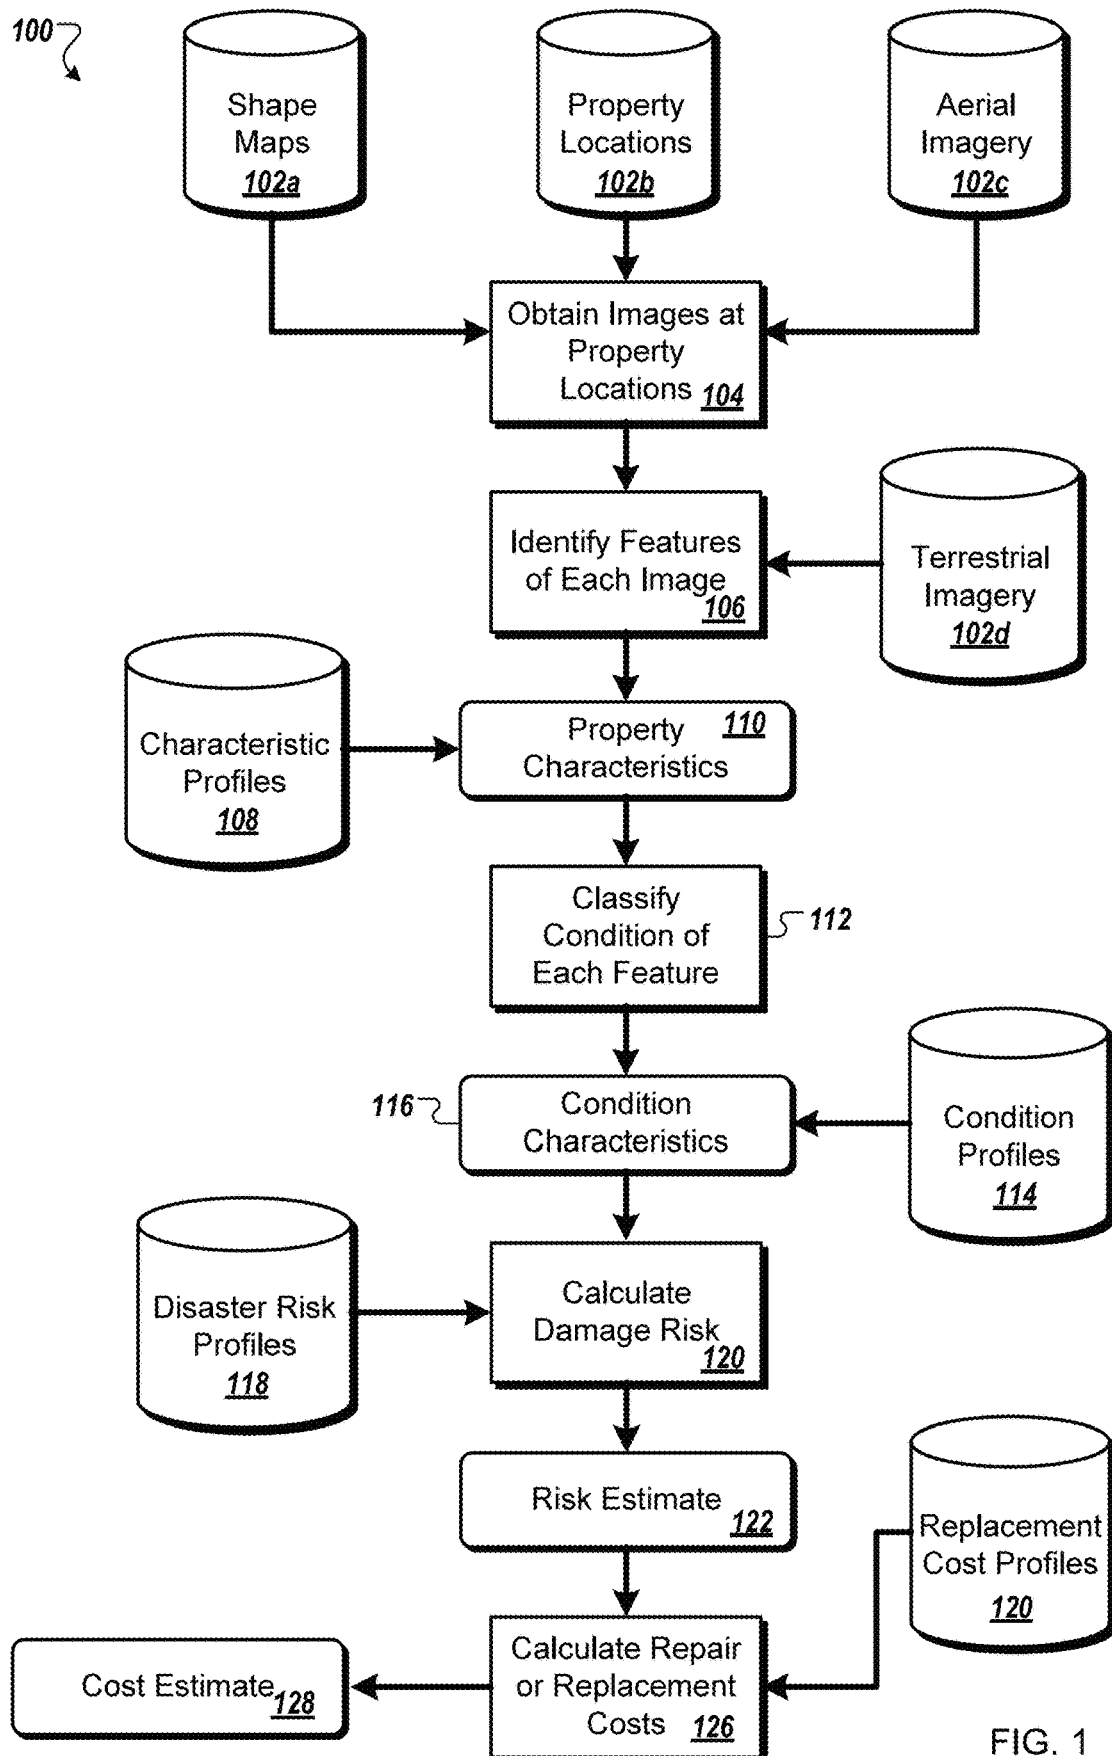 100
Shape
Maps
102a
Property
Locations
102b
Aerial
Imagery
102c
Obtain Images at
Property
Locations 104
Identify Features
of Each Image
106
Terrestrial
Imagery
102d
Characteristic
Profiles
108
110
Property
Characteristics
Classify
Condition of
Each Feature
112
116
Condition
Characteristics
Condition
Profiles
114
Disaster Risk
Profiles
118
Calculate
Damage Risk
120
Risk Estimate
122
Replacement
Cost Profiles
120
Calculate Repair
or Replacement
Costs 126
Cost Estimate
128
FIG. 1